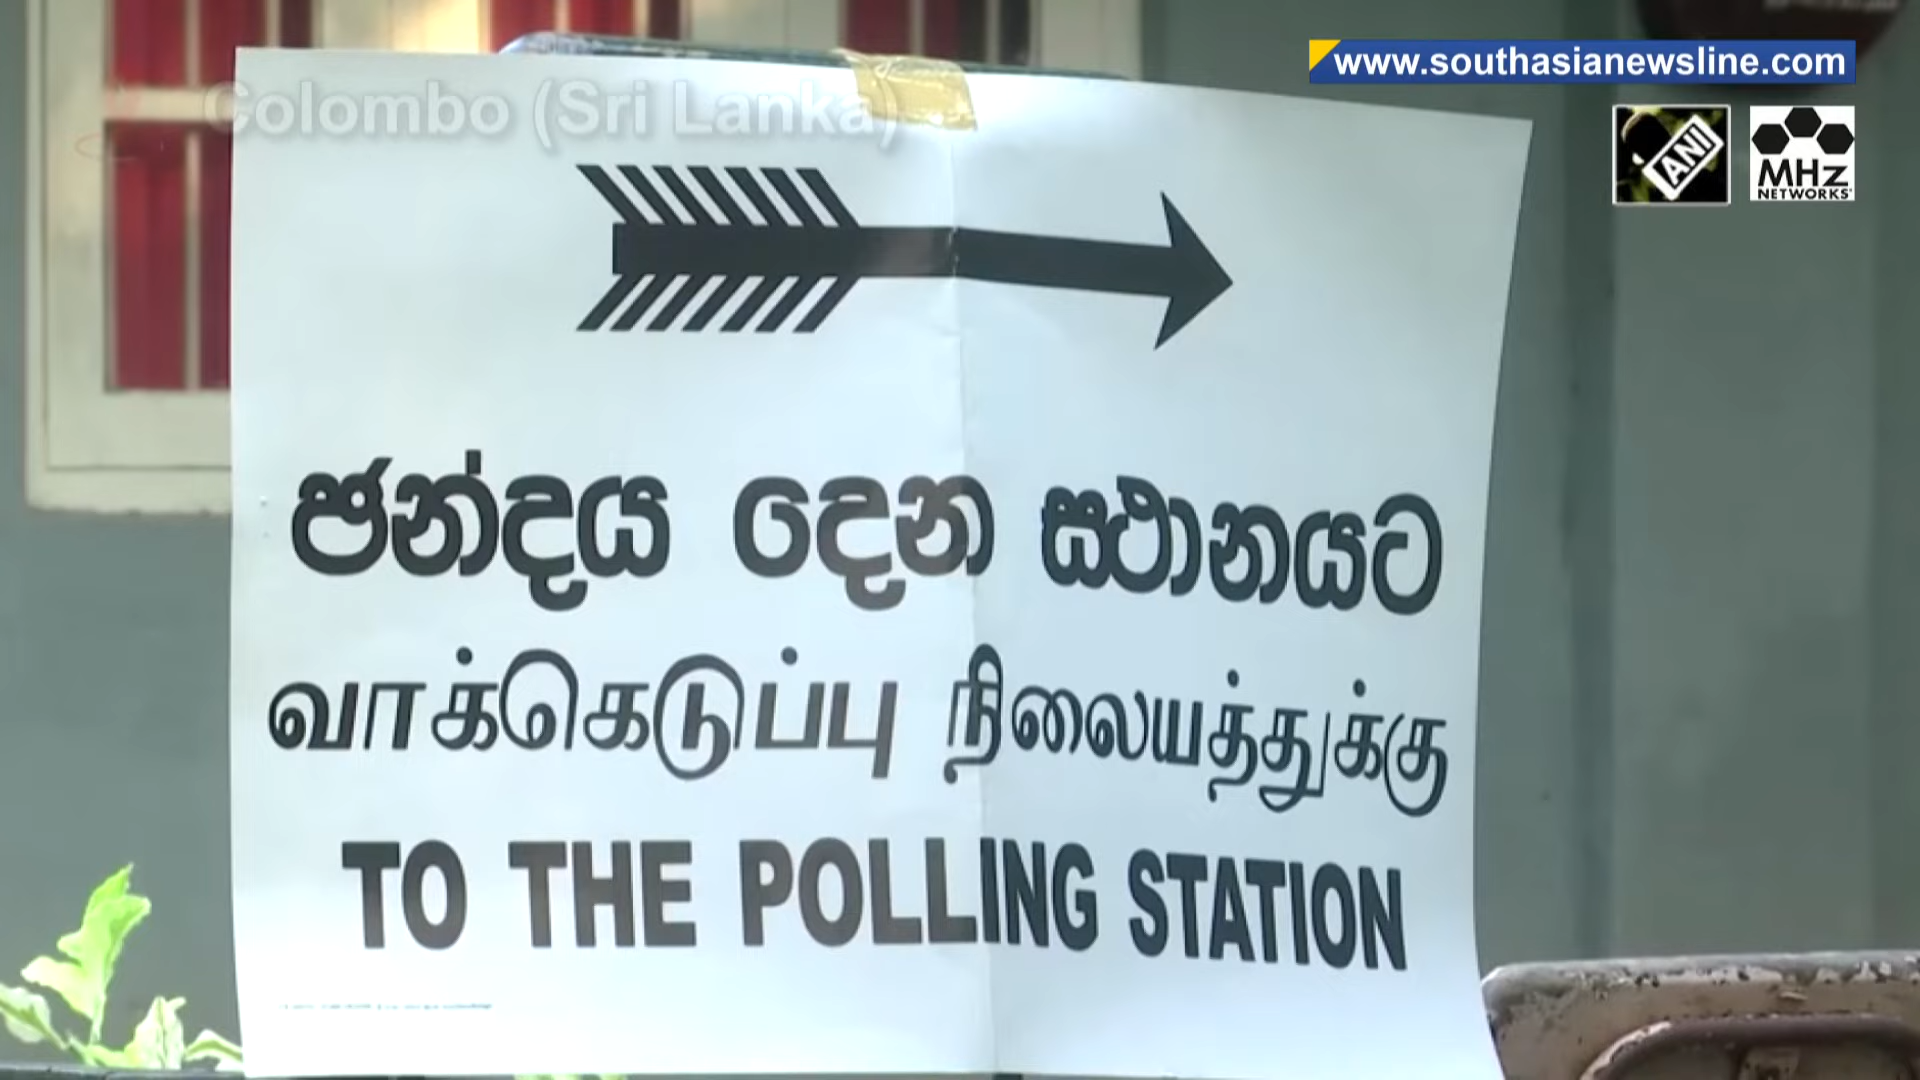 www.southasianewsline.com
Colombo (Sri Lanka)
ANI
MHz
NETWORKS
ඡන්දය දෙන ස්ථානයට
வாக்கெடுப்பு நிலையத்துக்கு
TO THE POLLING STATION